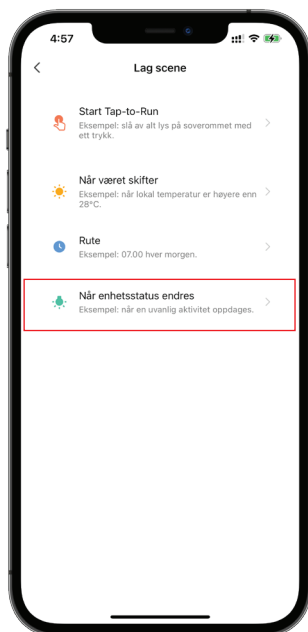 4:57
Lag scene
Start Tap-to-Run
Eksempel: slå av alt lys på soverommet med
ett trykk.
Når været skifter
Eksempel: når lokal temperatur er høyere enn
28°C.
Rute
Eksempel: 07.00 hver morgen.
Når enhetsstatus endres
Eksempel: når en uvanlig aktivitet oppdages.